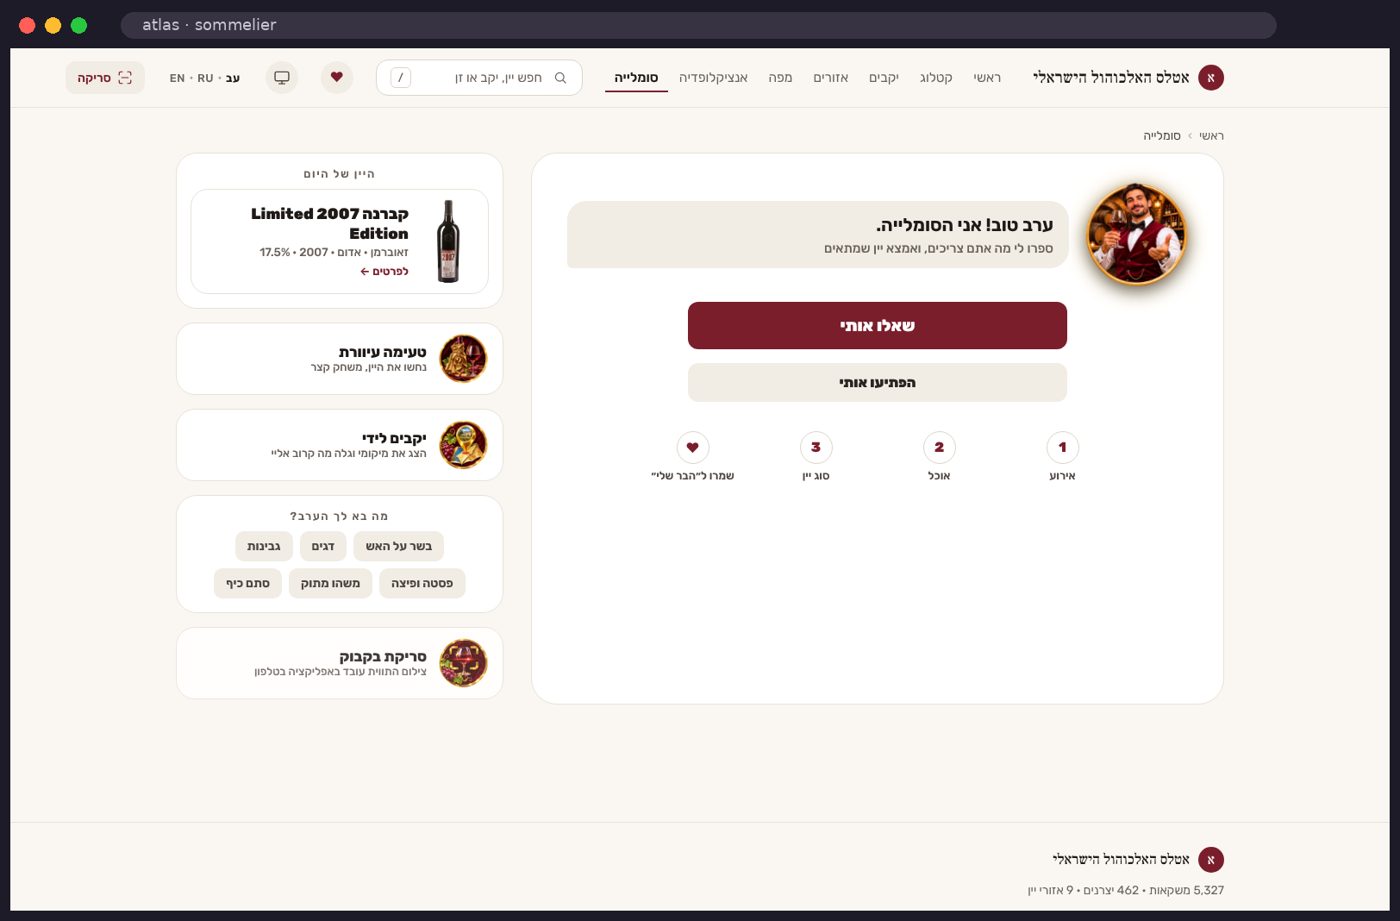 atlas · sommelier
א אטלס האלכוהול הישראלי
ראשי
קטלוג
יקבים
אזורים
מפה
אנציקלופדיה
סומלייה
חפש יין, יקב או זן
/
עב · RU · EN
סריקה
ראשי › סומלייה
ערב טוב! אני הסומלייה.
ספרו לי מה אתם צריכים, ואמצא יין שמתאים
שאלו אותי
הפתיעו אותי
1
אירוע
2
אוכל
3
סוג יין
שמרו ל״הבר שלי״
היין של היום
קברנה Limited 2007
Edition
זאוברמן · אדום · 2007 · 17.5%
לפרטים ←
2007
טעימה עיוורת
נחשו את היין, משחק קצר
יקבים לידי
הצג את מיקומי וגלה מה קרוב אליי
מה בא לך הערב?
בשר על האש
דגים
גבינות
פסטה ופיצה
משהו מתוק
סתם כיף
סריקת בקבוק
צילום התווית עובד באפליקציה בטלפון
א אטלס האלכוהול הישראלי
5,327 משקאות · 462 יצרנים · 9 אזורי יין